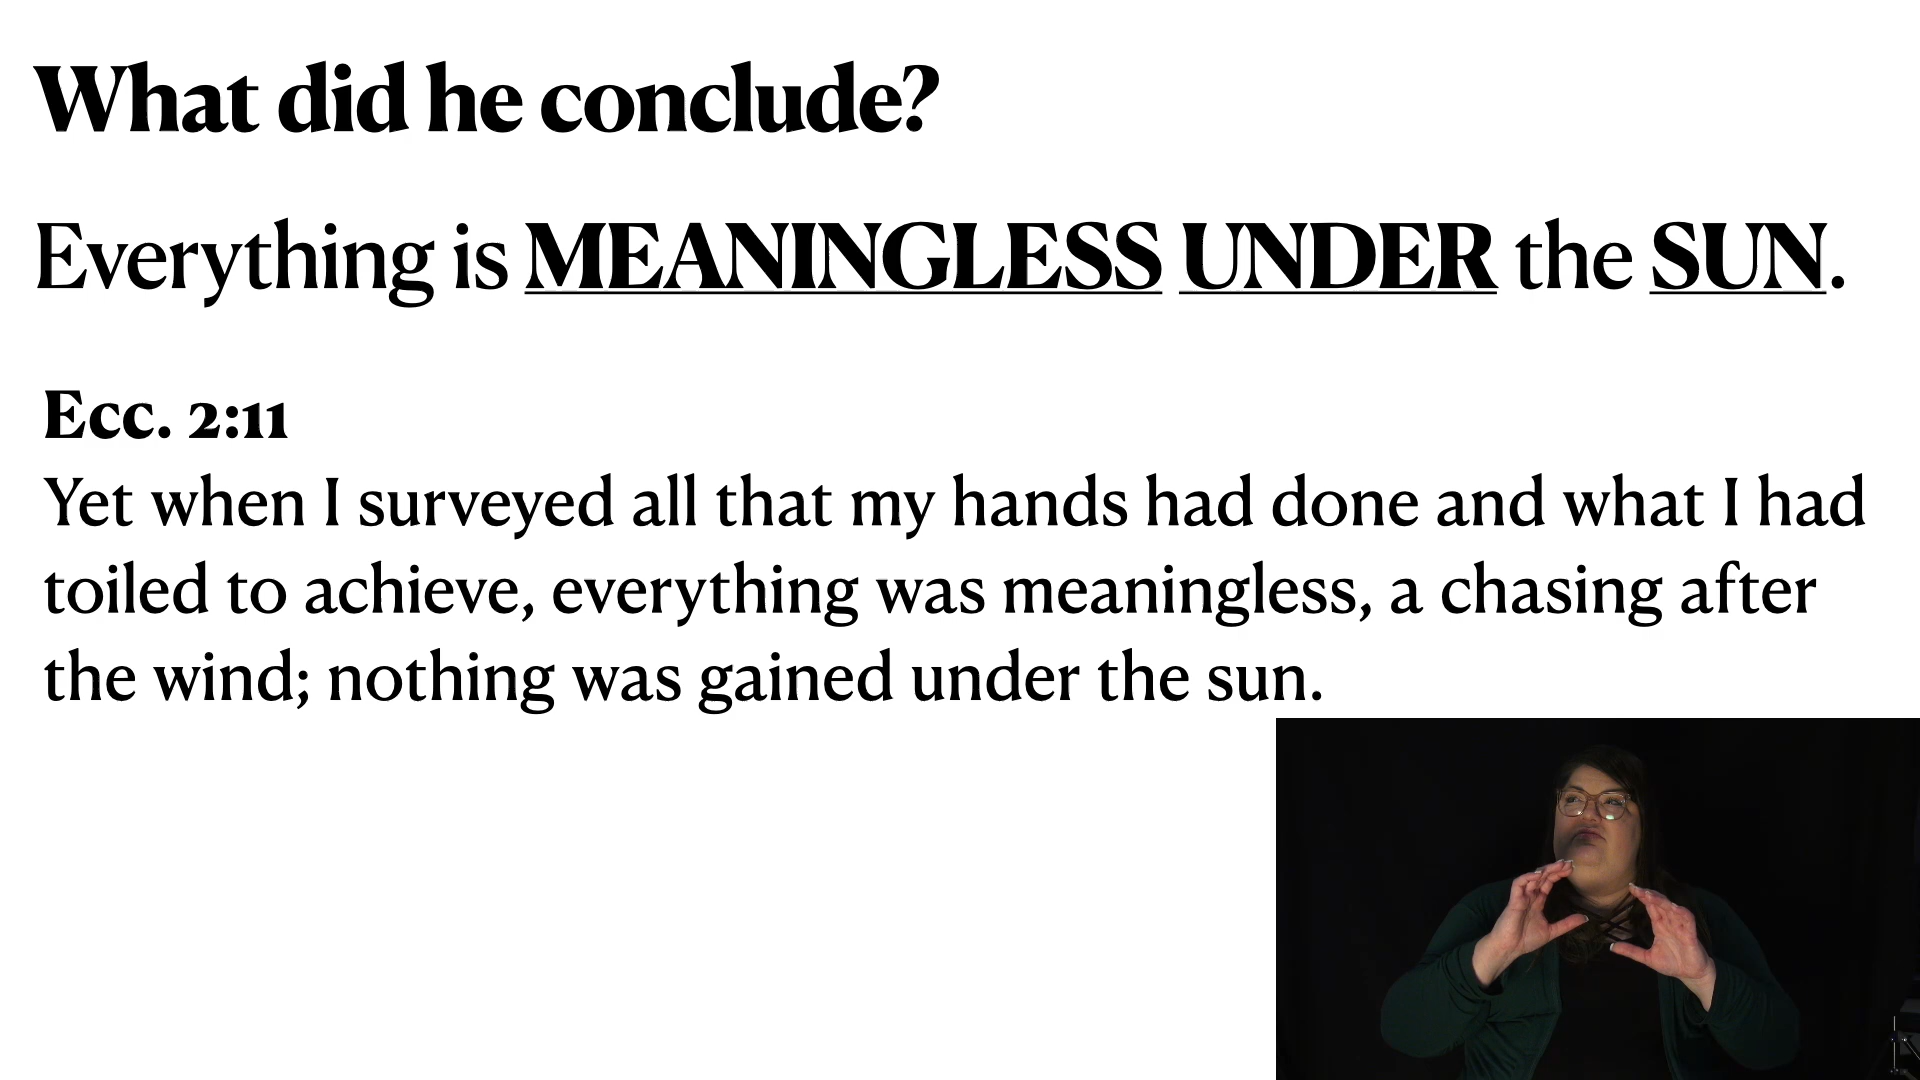 What did he conclude?
Everything is MEANINGLESS UNDER the SUN.
Ecc. 2:11
Yet when I surveyed all that my hands had done and what I had
toiled to achieve, everything was meaningless, a chasing after
the wind; nothing was gained under the sun.